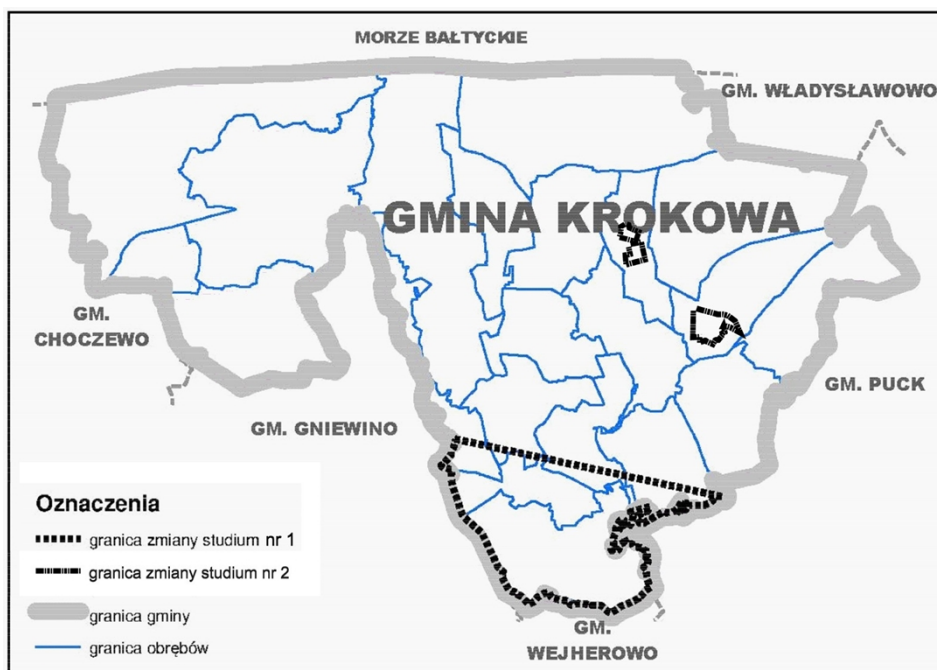 MORZE BAŁTYCKIE
GM. WŁADYSŁAWOWO
GMINA KROKOWA
GM.
CHOCZEWO
GM. PUCK
GM. GNIEWINO
Oznaczenia
granica zmiany studium nr 1
granica zmiany studium nr 2
granica gminy
granica obrębów
GM.
WEJHEROWO